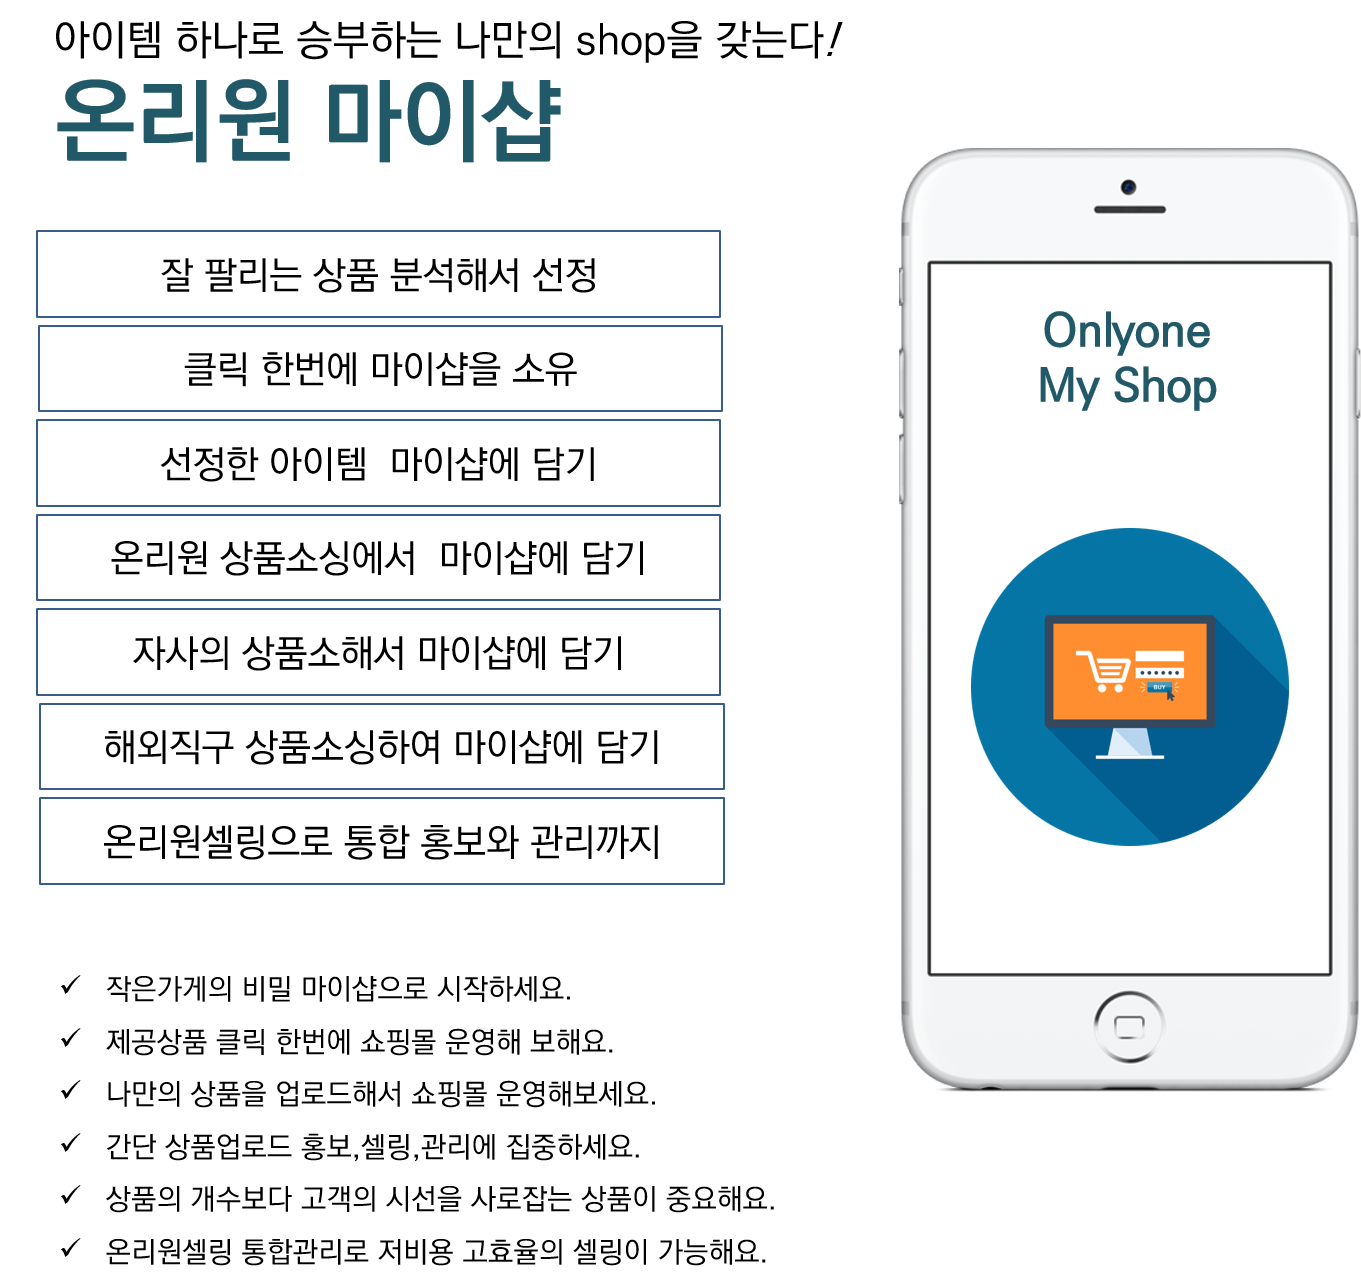 아이템 하나로 승부하는 나만의 shop을 갖는다!
온리원 마이샵
잘 팔리는 상품 분석해서 선정
클릭 한번에 마이샵을 소유
선정한 아이템  마이샵에 담기
온리원 상품소싱에서  마이샵에 담기
자사의 상품소해서 마이샵에 담기
해외직구 상품소싱하여 마이샵에 담기
온리원셀링으로 통합 홍보와 관리까지
Onlyone
My Shop
BUY
✓ 작은가게의 비밀 마이샵으로 시작하세요.
✓ 제공상품 클릭 한번에 쇼핑몰 운영해 보해요.
✓ 나만의 상품을 업로드해서 쇼핑몰 운영해보세요.
✓ 간단 상품업로드 홍보,셀링,관리에 집중하세요.
✓ 상품의 개수보다 고객의 시선을 사로잡는 상품이 중요해요.
✓ 온리원셀링 통합관리로 저비용 고효율의 셀링이 가능해요.